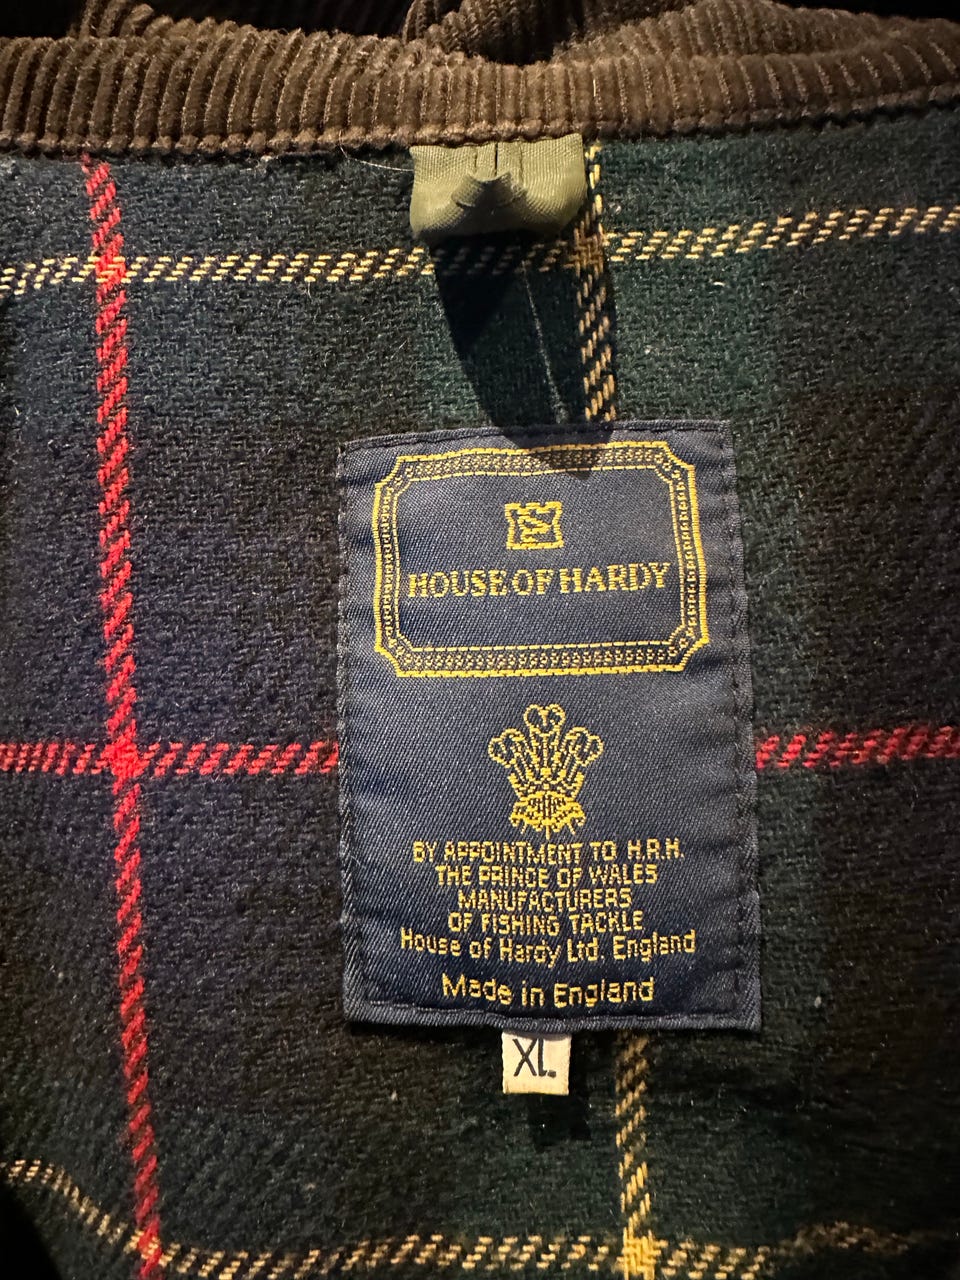 HOUSE OF HARDY
BY APPOINTMENT TO H.R.H.
THE PRINCE OF WALES
MANUFACTURERS
OF FISHING TACKLE
House of Hardy Ltd. England
Made in England
XL